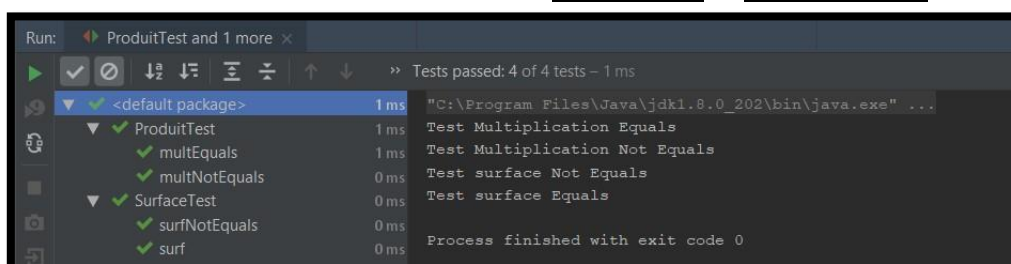 Run: ProduitTest and 1 more ×
» Tests passed: 4 of 4 tests – 1 ms
<default package> 1 ms "C:\Program Files\Java\jdk1.8.0_202\bin\java.exe" ...
ProduitTest 1 ms Test Multiplication Equals
multEquals 1 ms Test Multiplication Not Equals
multNotEquals 0 ms Test surface Not Equals
SurfaceTest 0 ms Test surface Equals
surfNotEquals 0 ms
surf 0 ms Process finished with exit code 0